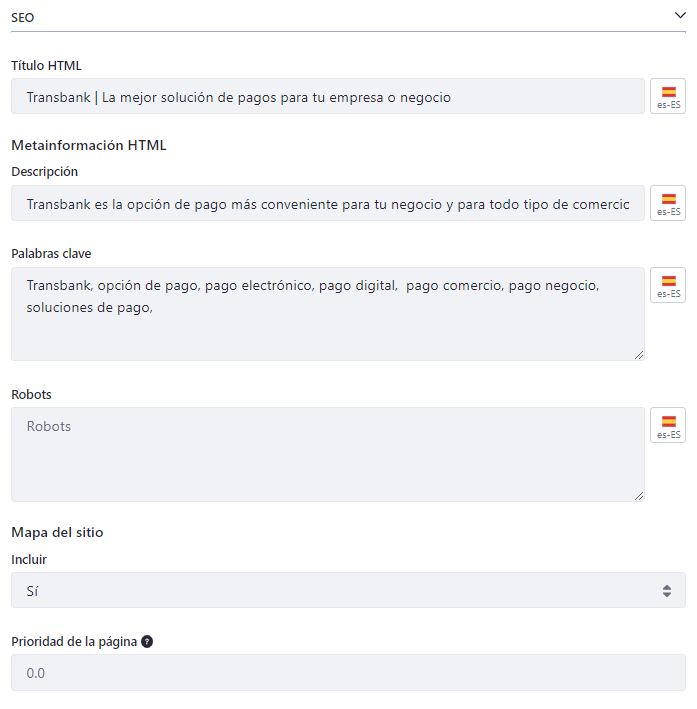 SEO
Título HTML
Transbank | La mejor solución de pagos para tu empresa o negocio
es-ES
Metainformación HTML
Descripción
Transbank es la opción de pago más conveniente para tu negocio y para todo tipo de comercic
es-ES
Palabras clave
Transbank, opción de pago, pago electrónico, pago digital,  pago comercio, pago negocio,
soluciones de pago,
es-ES
Robots
Robots
es-ES
Mapa del sitio
Incluir
Sí
Prioridad de la página ?
0.0